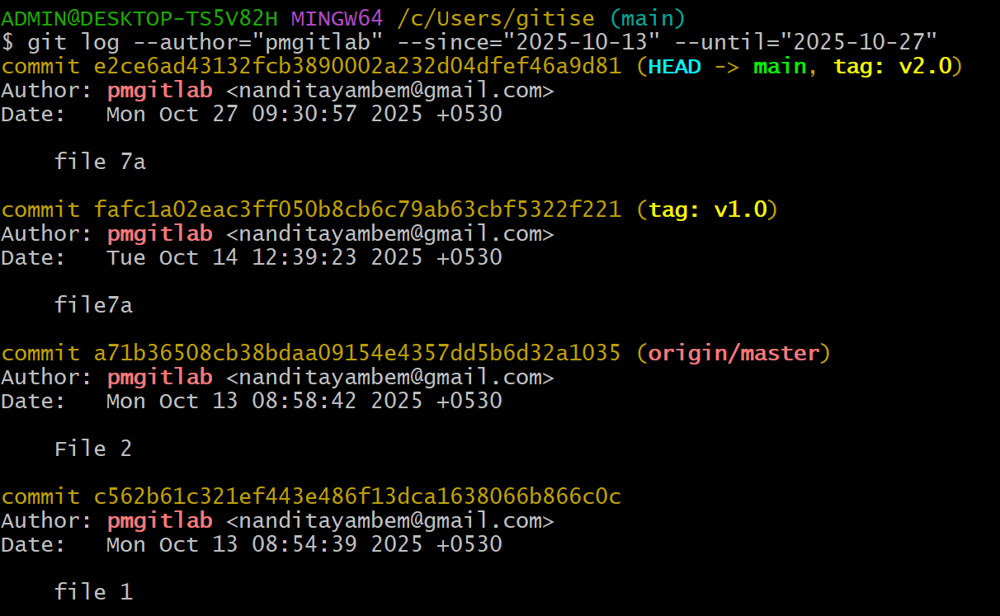 ADMIN@DESKTOP-TS5V82H MINGW64 /c/Users/gitise (main)
$ git log --author="pmgitlab" --since="2025-10-13" --until="2025-10-27"
commit e2ce6ad43132fcb3890002a232d04dfef46a9d81 (HEAD -> main, tag: v2.0)
Author: pmgitlab <nanditayambem@gmail.com>
Date:   Mon Oct 27 09:30:57 2025 +0530

    file 7a

commit fafc1a02eac3ff050b8cb6c79ab63cbf5322f221 (tag: v1.0)
Author: pmgitlab <nanditayambem@gmail.com>
Date:   Tue Oct 14 12:39:23 2025 +0530

    file7a

commit a71b36508cb38bdaa09154e4357dd5b6d32a1035 (origin/master)
Author: pmgitlab <nanditayambem@gmail.com>
Date:   Mon Oct 13 08:58:42 2025 +0530

    File 2

commit c562b61c321ef443e486f13dca1638066b866c0c
Author: pmgitlab <nanditayambem@gmail.com>
Date:   Mon Oct 13 08:54:39 2025 +0530

    file 1